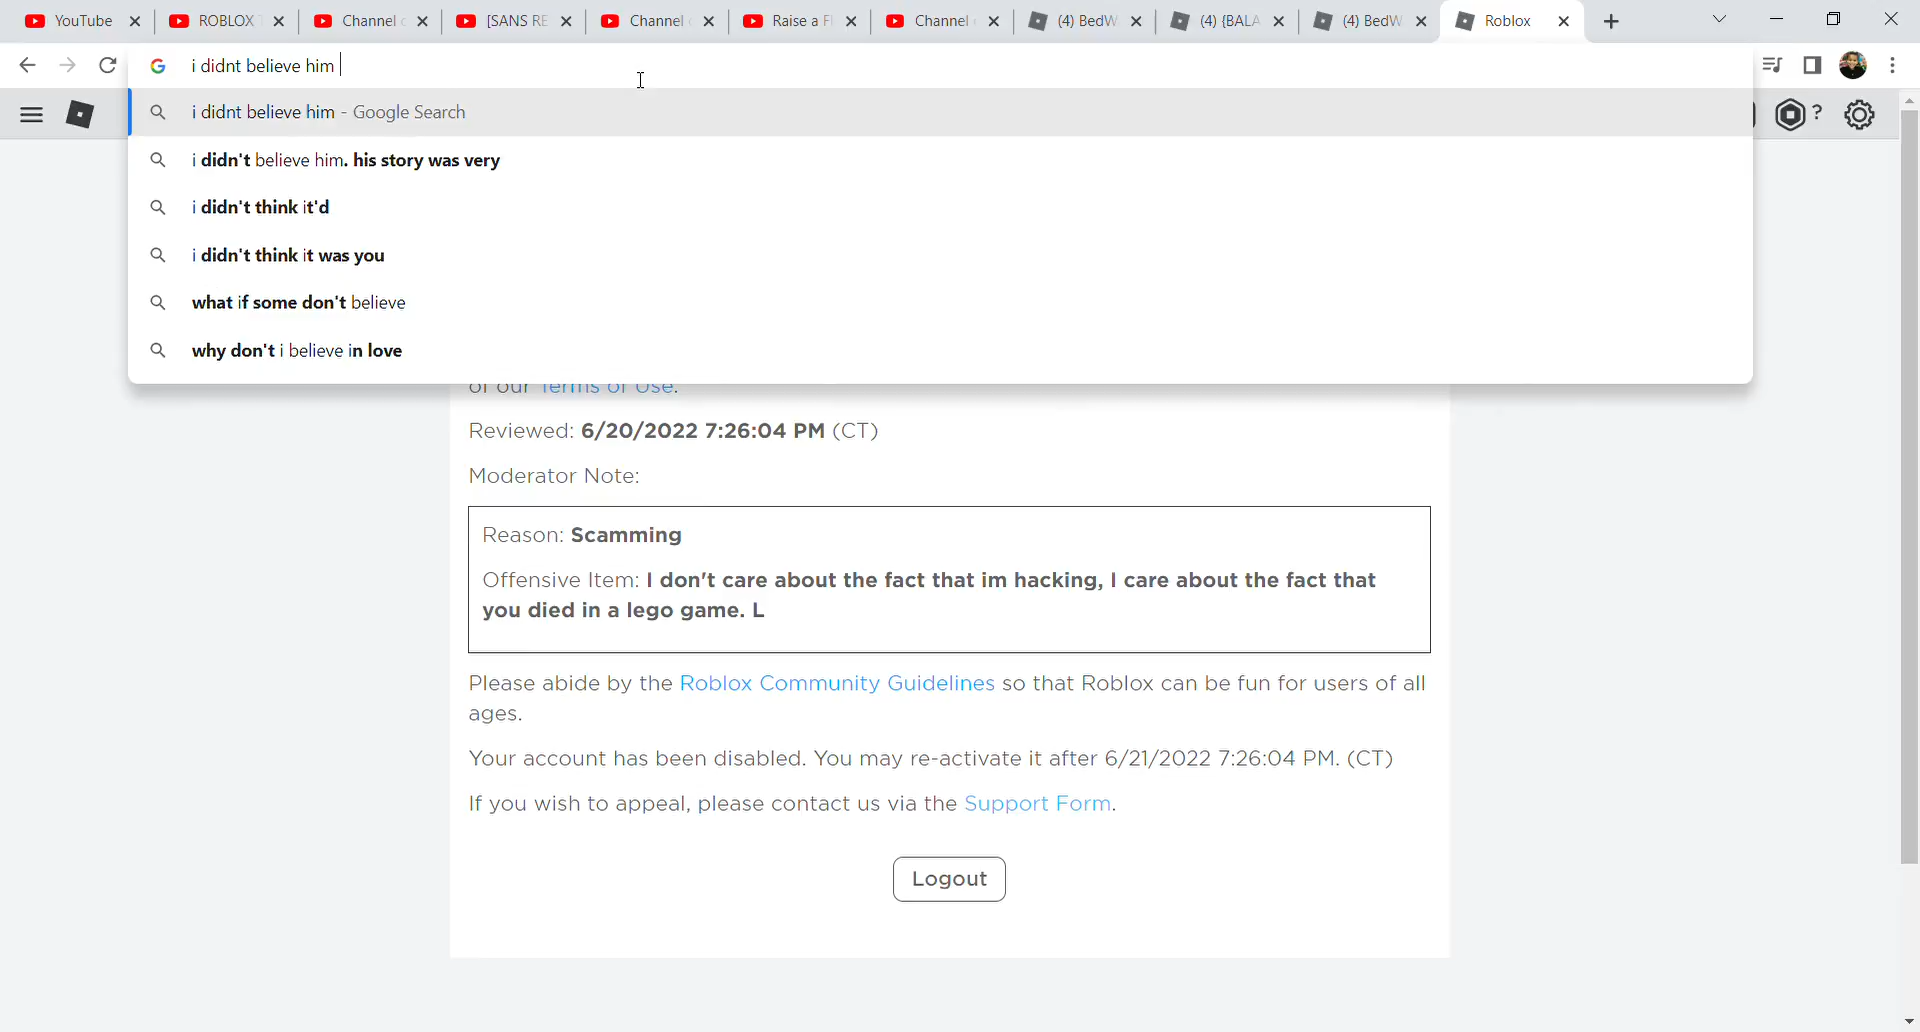 YouTube ROBLOX Channel [SANS RE Channel Raise a Channel (4) BedW (4) {BALA (4) BedW Roblox
i didnt believe him
i didnt believe him - Google Search
?
i didn't believe him. his story was very
i didn't think it'd
i didn't think it was you
what if some don't believe
why don't i believe in love
of our Terms of Use.
Reviewed: 6/20/2022 7:26:04 PM (CT)
Moderator Note:
Reason: Scamming
Offensive Item: I don't care about the fact that im hacking, I care about the fact that
you died in a lego game. L
Please abide by the Roblox Community Guidelines so that Roblox can be fun for users of all
ages.
Your account has been disabled. You may re-activate it after 6/21/2022 7:26:04 PM. (CT)
If you wish to appeal, please contact us via the Support Form.
Logout